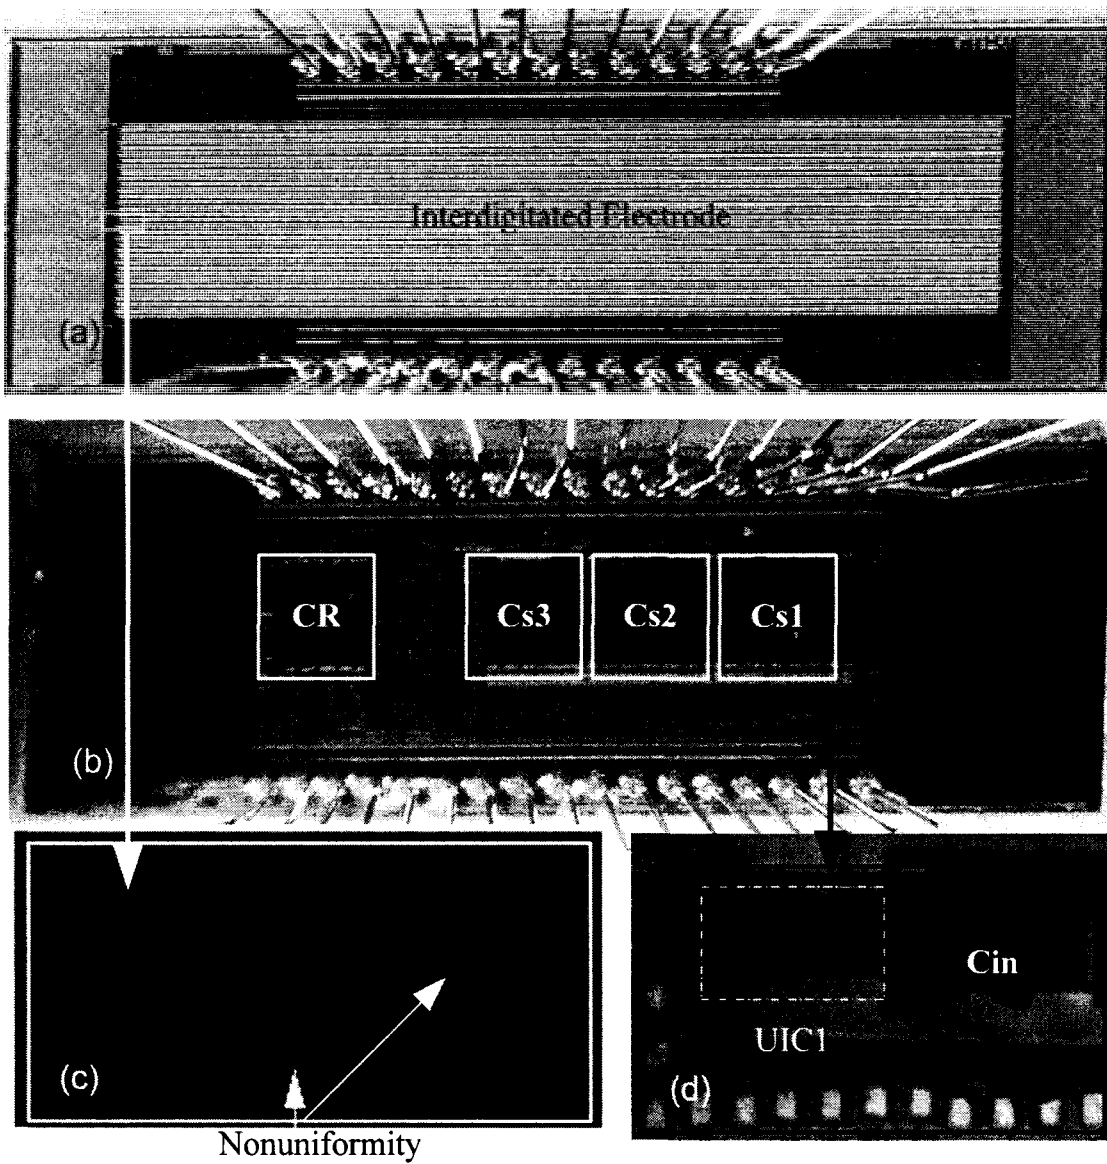 Interdigitated Electrode
(a)
CR
Cs3
Cs2
Cs1
(b)
Cin
UIC1
(c)
(d)
Nonuniformity